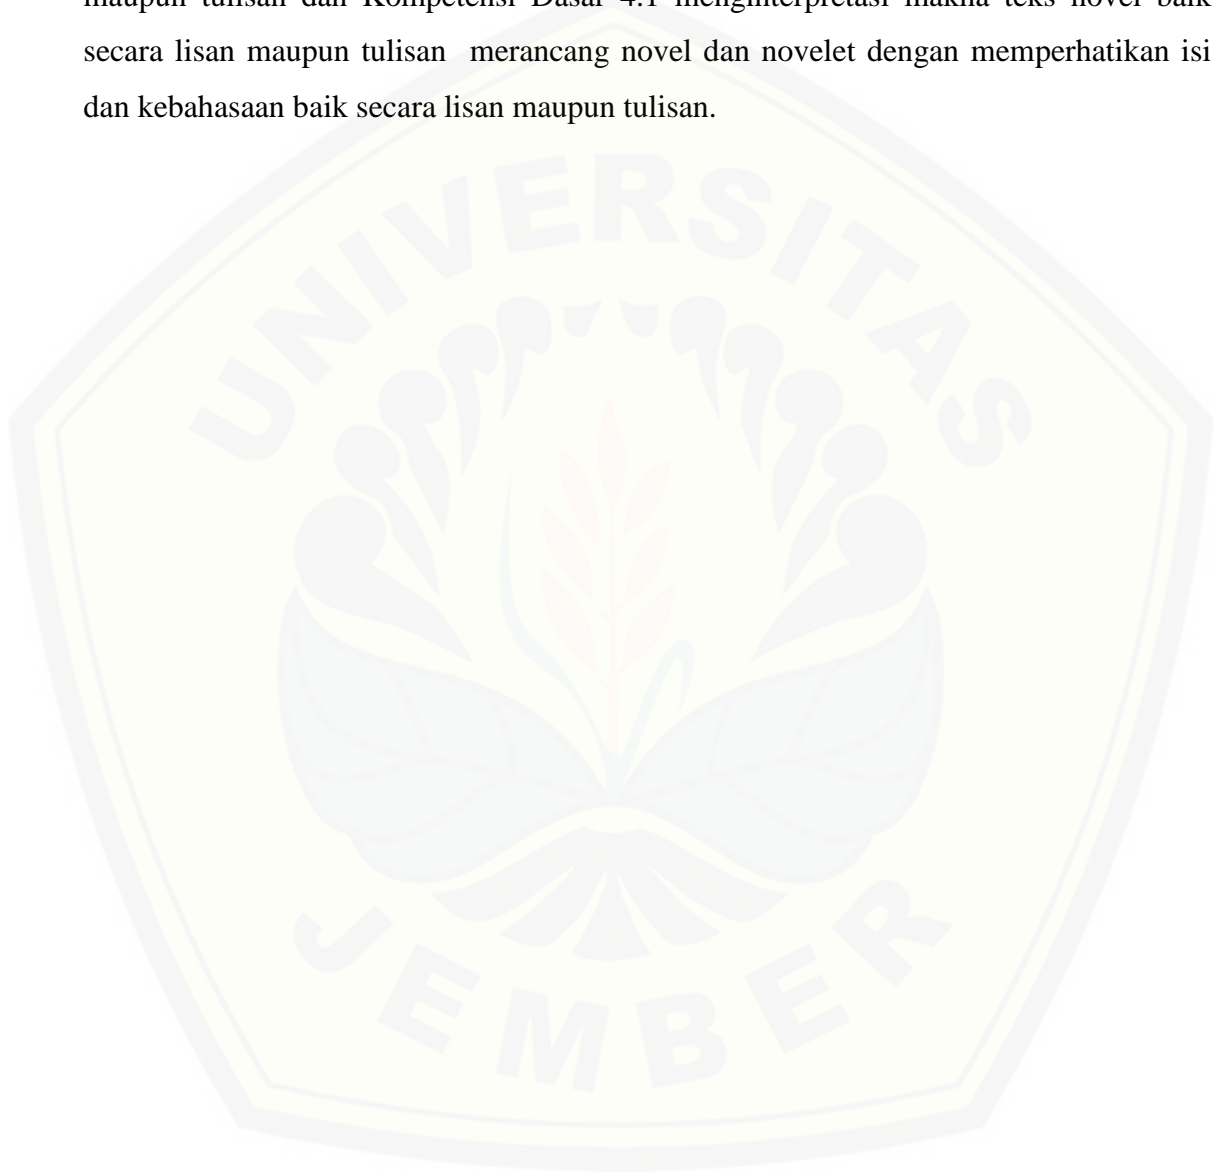 maupun tulisan dan Kompetensi Dasar 4.1 menginterpretasi makna teks novel baik
secara lisan maupun tulisan merancang novel dan novelet dengan memperhatikan isi
dan kebahasaan baik secara lisan maupun tulisan.
UNIVERSITAS
JEMBER